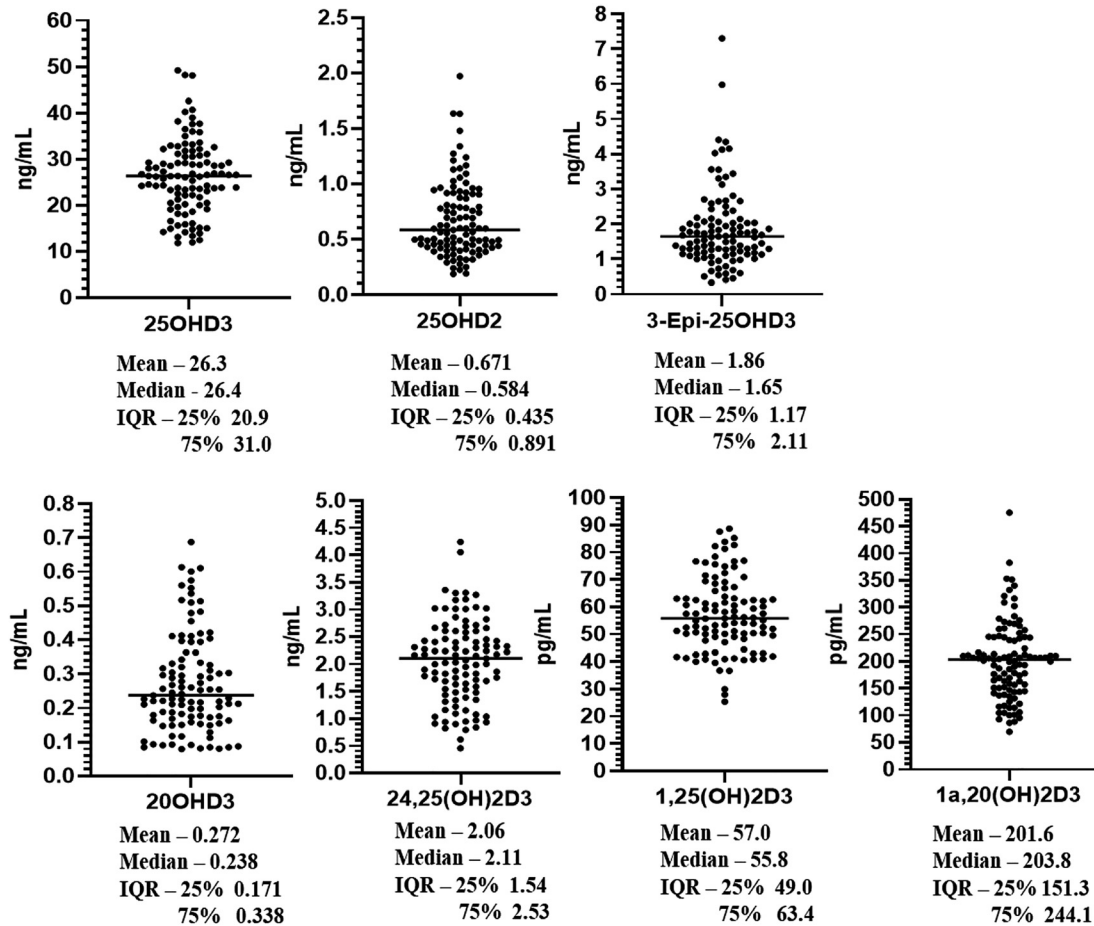 60
50
40
30
20
10
0
ng/mL
25OHD3
Mean – 26.3
Median - 26.4
IQR – 25% 20.9
75% 31.0
2.5
2.0
1.5
1.0
0.5
0.0
ng/mL
25OHD2
Mean – 0.671
Median – 0.584
IQR – 25% 0.435
75% 0.891
8
7
6
5
4
3
2
1
0
ng/mL
3-Epi-25OHD3
Mean – 1.86
Median – 1.65
IQR – 25% 1.17
75% 2.11
0.8
0.7
0.6
0.5
0.4
0.3
0.2
0.1
0.0
ng/mL
20OHD3
Mean – 0.272
Median – 0.238
IQR – 25% 0.171
75% 0.338
5.0
4.5
4.0
3.5
3.0
2.5
2.0
1.5
1.0
0.5
0.0
ng/mL
24,25(OH)2D3
Mean – 2.06
Median – 2.11
IQR – 25% 1.54
75% 2.53
100
90
80
70
60
50
40
30
20
10
0
pg/mL
1,25(OH)2D3
Mean – 57.0
Median – 55.8
IQR – 25% 49.0
75% 63.4
500
450
400
350
300
250
200
150
100
50
0
pg/mL
1a,20(OH)2D3
Mean – 201.6
Median – 203.8
IQR – 25% 151.3
75% 244.1